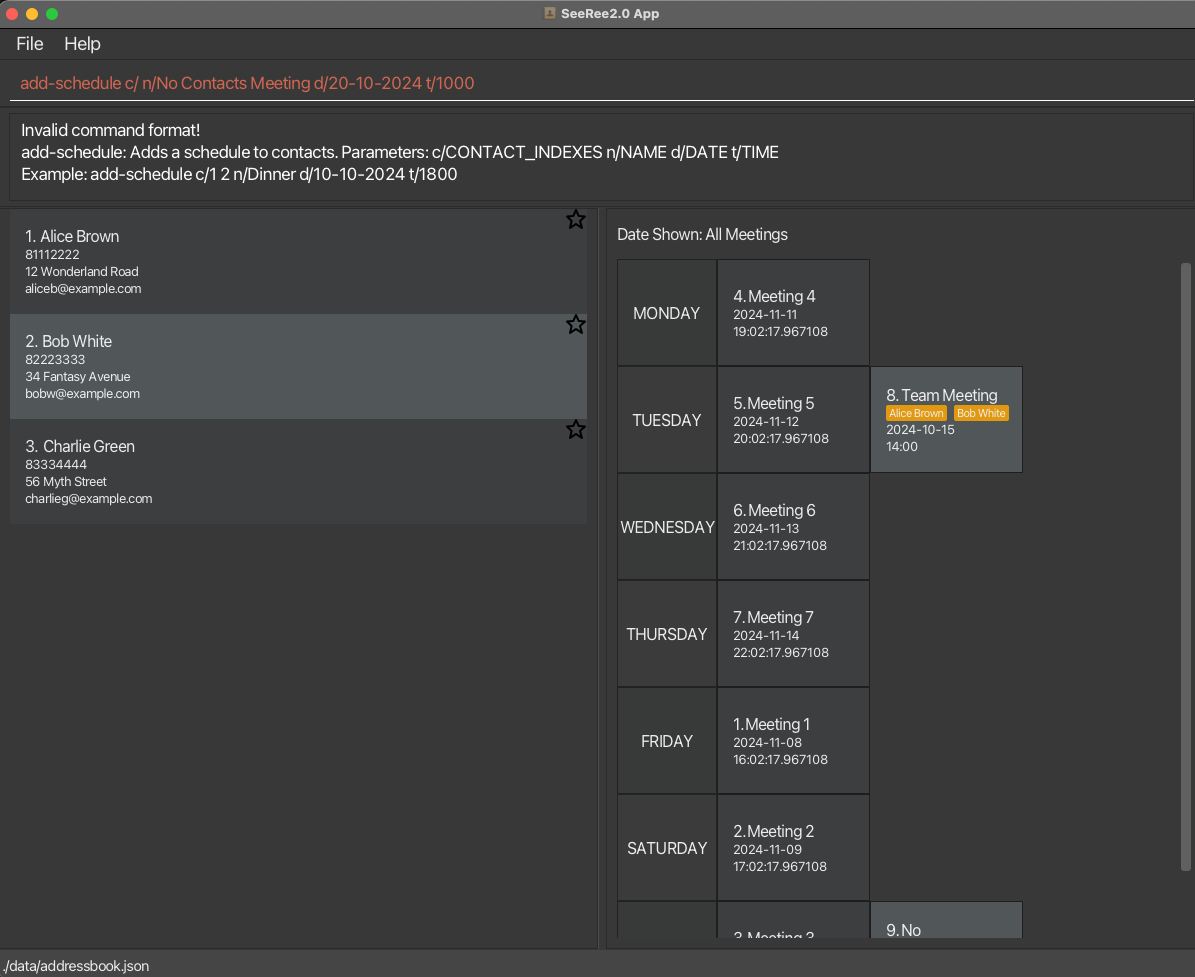 SeeRee2.0 App
File Help
add-schedule c/ n/No Contacts Meeting d/20-10-2024 t/1000
Invalid command format!
add-schedule: Adds a schedule to contacts. Parameters: c/CONTACT_INDEXES n/NAME d/DATE t/TIME
Example: add-schedule c/1 2 n/Dinner d/10-10-2024 t/1800
1. Alice Brown
81112222
12 Wonderland Road
aliceb@example.com
2. Bob White
82223333
34 Fantasy Avenue
bobw@example.com
3. Charlie Green
83334444
56 Myth Street
charlieg@example.com
Date Shown: All Meetings
MONDAY
4. Meeting 4
2024-11-11
19:02:17.967108
TUESDAY
5. Meeting 5
2024-11-12
20:02:17.967108
8. Team Meeting
Alice Brown Bob White
2024-10-15
14:00
WEDNESDAY
6. Meeting 6
2024-11-13
21:02:17.967108
THURSDAY
7. Meeting 7
2024-11-14
22:02:17.967108
FRIDAY
1. Meeting 1
2024-11-08
16:02:17.967108
SATURDAY
2. Meeting 2
2024-11-09
17:02:17.967108
3. Meeting 3
9. No
./data/addressbook.json